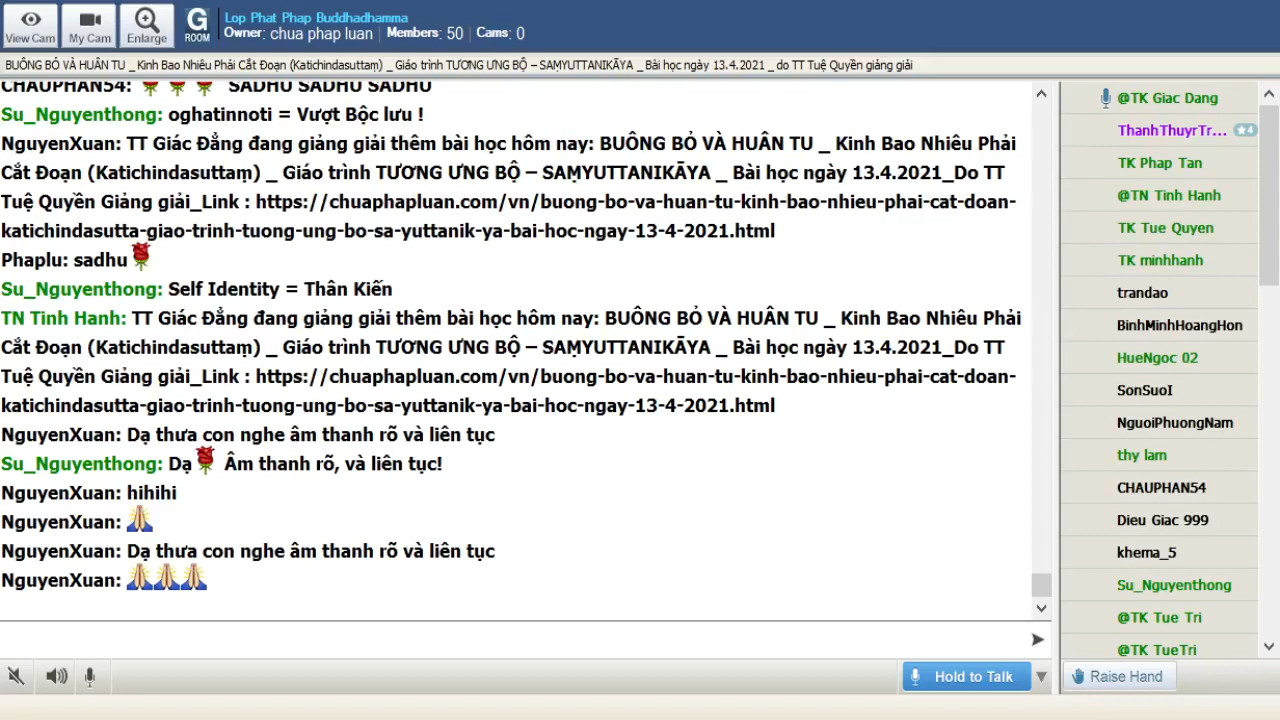 View Cam
My Cam
Enlarge
G
ROOM
Lop Phat Phap Buddhadhamma
Owner: chua phap luan Members: 50 Cams: 0
BUÔNG BỎ VÀ HUÂN TU _ Kinh Bao Nhiêu Phải Cắt Đoạn (Katichindasuttaṃ) _ Giáo trình TƯƠNG ƯNG BỘ – SAṂYUTTANIKĀYA _ Bài học ngày 13.4.2021 _ do TT Tuệ Quyền giảng giải
CHAUPHAN54: SADHU SADHU SADHU
Su_Nguyenthong: oghatinnoti = Vượt Bộc lưu !
NguyenXuan: TT Giác Đẳng đang giảng giải thêm bài học hôm nay: BUÔNG BỎ VÀ HUÂN TU _ Kinh Bao Nhiêu Phải
Cắt Đoạn (Katichindasuttaṃ) _ Giáo trình TƯƠNG ƯNG BỘ – SAṂYUTTANIKĀYA _ Bài học ngày 13.4.2021_Do TT
Tuệ Quyền Giảng giải_Link : https://chuaphapluan.com/vn/buong-bo-va-huan-tu-kinh-bao-nhieu-phai-cat-doan-
katichindasutta-giao-trinh-tuong-ung-bo-sa-yuttanik-ya-bai-hoc-ngay-13-4-2021.html
Phaplu: sadhu
Su_Nguyenthong: Self Identity = Thân Kiến
TN Tinh Hanh: TT Giác Đẳng đang giảng giải thêm bài học hôm nay: BUÔNG BỎ VÀ HUÂN TU _ Kinh Bao Nhiêu Phải
Cắt Đoạn (Katichindasuttaṃ) _ Giáo trình TƯƠNG ƯNG BỘ – SAṂYUTTANIKĀYA _ Bài học ngày 13.4.2021_Do TT
Tuệ Quyền Giảng giải_Link : https://chuaphapluan.com/vn/buong-bo-va-huan-tu-kinh-bao-nhieu-phai-cat-doan-
katichindasutta-giao-trinh-tuong-ung-bo-sa-yuttanik-ya-bai-hoc-ngay-13-4-2021.html
NguyenXuan: Dạ thưa con nghe âm thanh rõ và liên tục
Su_Nguyenthong: Dạ Âm thanh rõ, và liên tục!
NguyenXuan: hihihi
NguyenXuan:
NguyenXuan: Dạ thưa con nghe âm thanh rõ và liên tục
NguyenXuan:
@TK Giac Dang
ThanhThuyrTr... 4
TK Phap Tan
@TN Tinh Hanh
TK Tue Quyen
TK minhhanh
trandao
BinhMinhHoangHon
HueNgoc 02
SonSuoI
NguoiPhuongNam
thy lam
CHAUPHAN54
Dieu Giac 999
khema_5
Su_Nguyenthong
@TK Tue Tri
@TK TueTri
Hold to Talk
Raise Hand